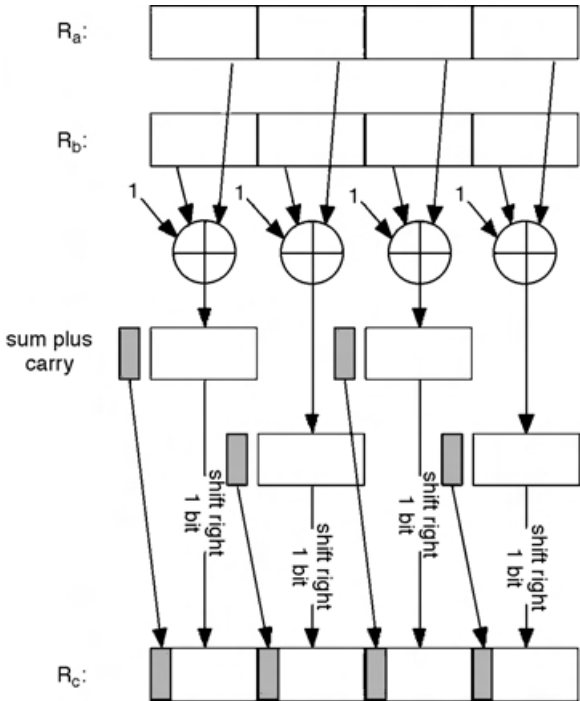 Ra:
Rb:
1
1
1
1
sum plus
carry
shift right
1 bit
shift right
1 bit
shift right
1 bit
shift right
1 bit
Rc: